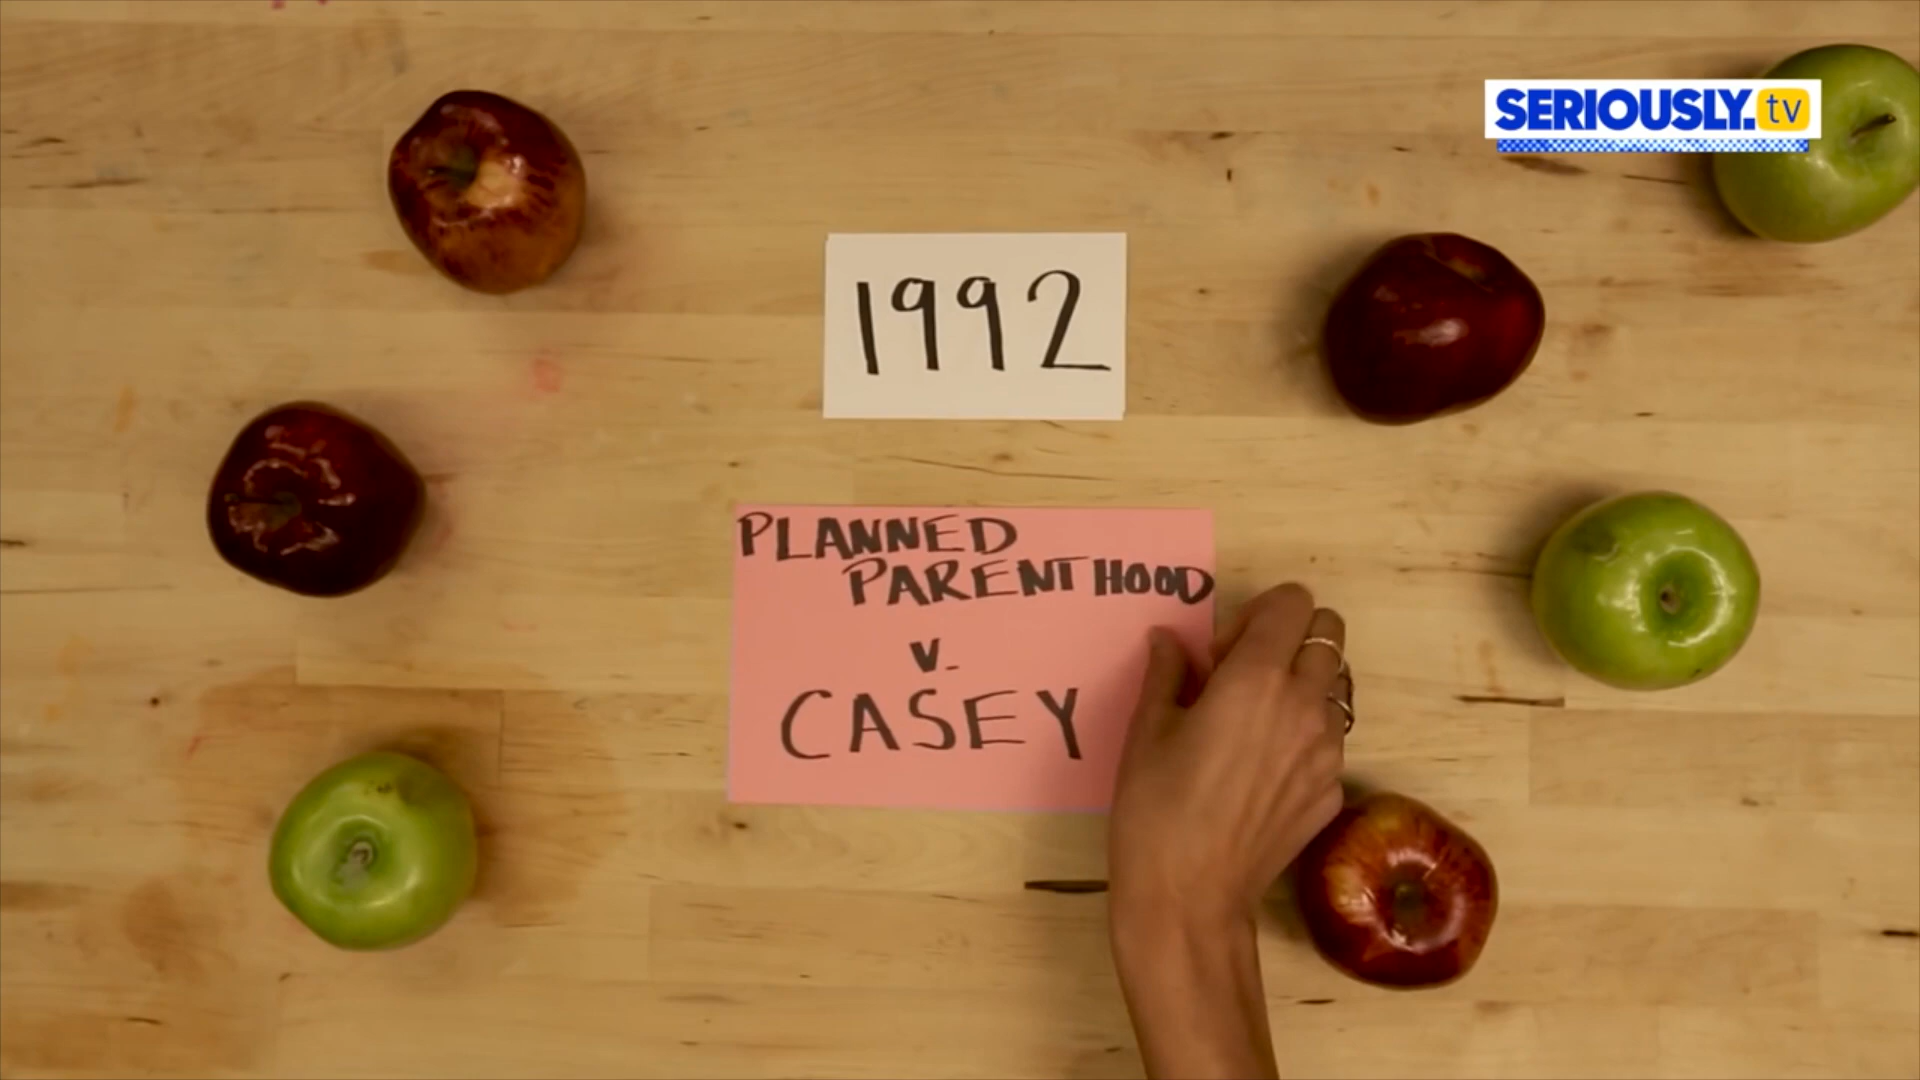 SERIOUSLY.tv
1992
PLANNED
PARENTHOOD
v.
CASEY